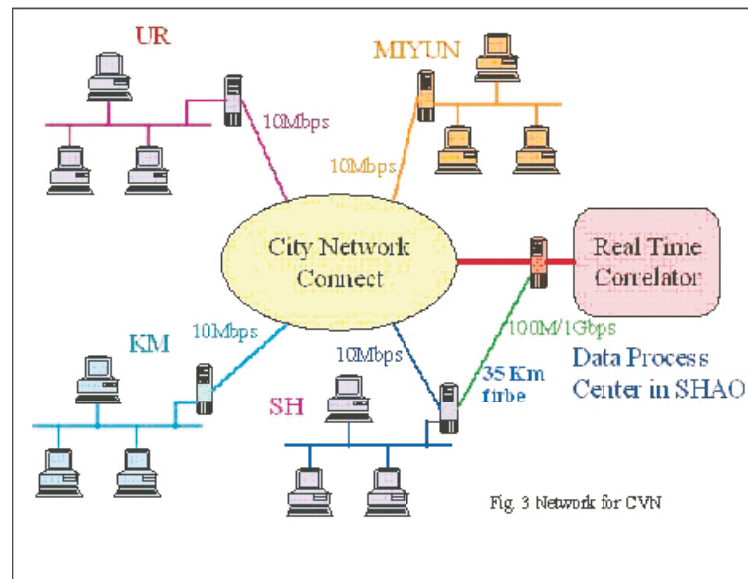 UR
MIYUN
10Mbps
10Mbps
City Network
Connect
Real Time
Correlator
100M/1Gbps
KM
10Mbps
10Mbps
35 Km
firbe
Data Process
Center in SHAO
SH
Fig. 3 Network for CVN